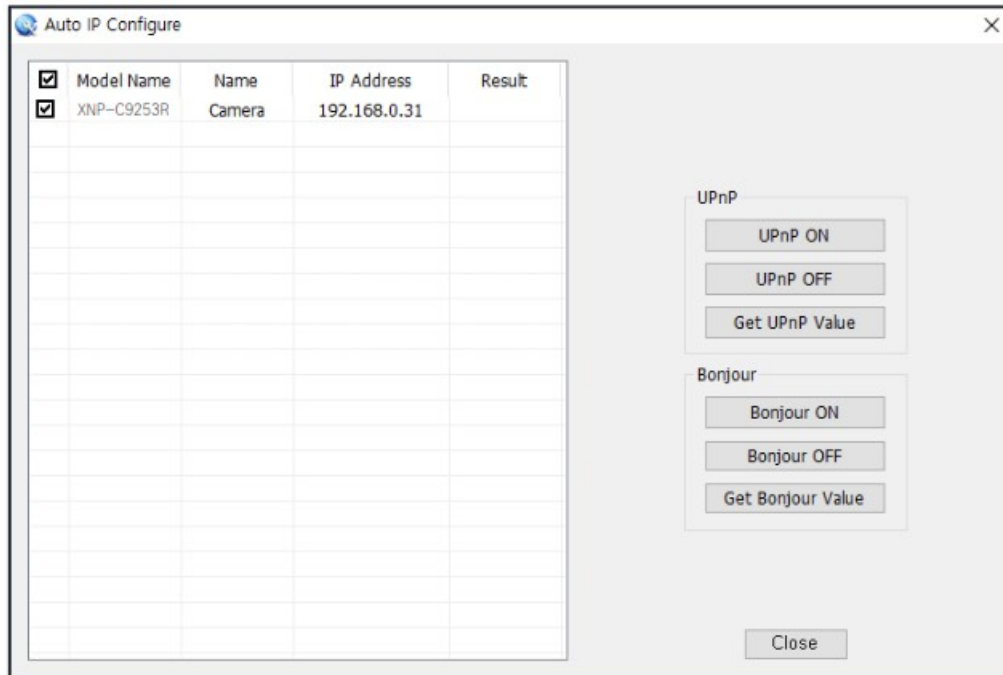 Auto IP Configure
Model Name Name IP Address Result
XNP-C9253R Camera 192.168.0.31
UPnP
UPnP ON
UPnP OFF
Get UPnP Value
Bonjour
Bonjour ON
Bonjour OFF
Get Bonjour Value
Close